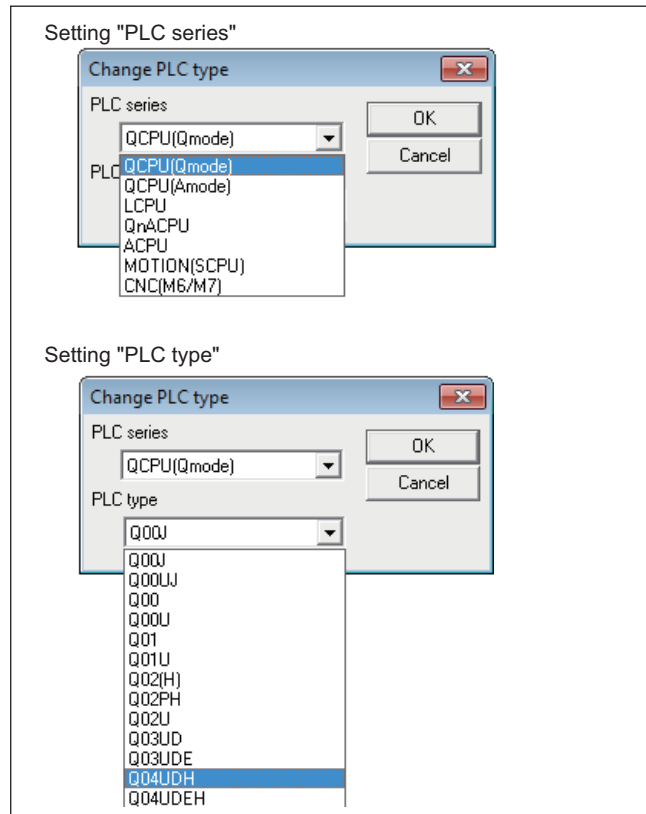 Setting "PLC series"
Change PLC type
PLC series
OK
QCPU(Qmode)
Cancel
PLC
QCPU(Qmode)
QCPU(Amode)
LCPU
QnACPU
ACPU
MOTION(SCPU)
CNC(M6/M7)
Setting "PLC type"
Change PLC type
PLC series
OK
QCPU(Qmode)
Cancel
PLC type
Q00J
Q00J
Q00UJ
Q00
Q00U
Q01
Q01U
Q02(H)
Q02PH
Q02U
Q03UD
Q03UDE
Q04UDH
Q04UDEH